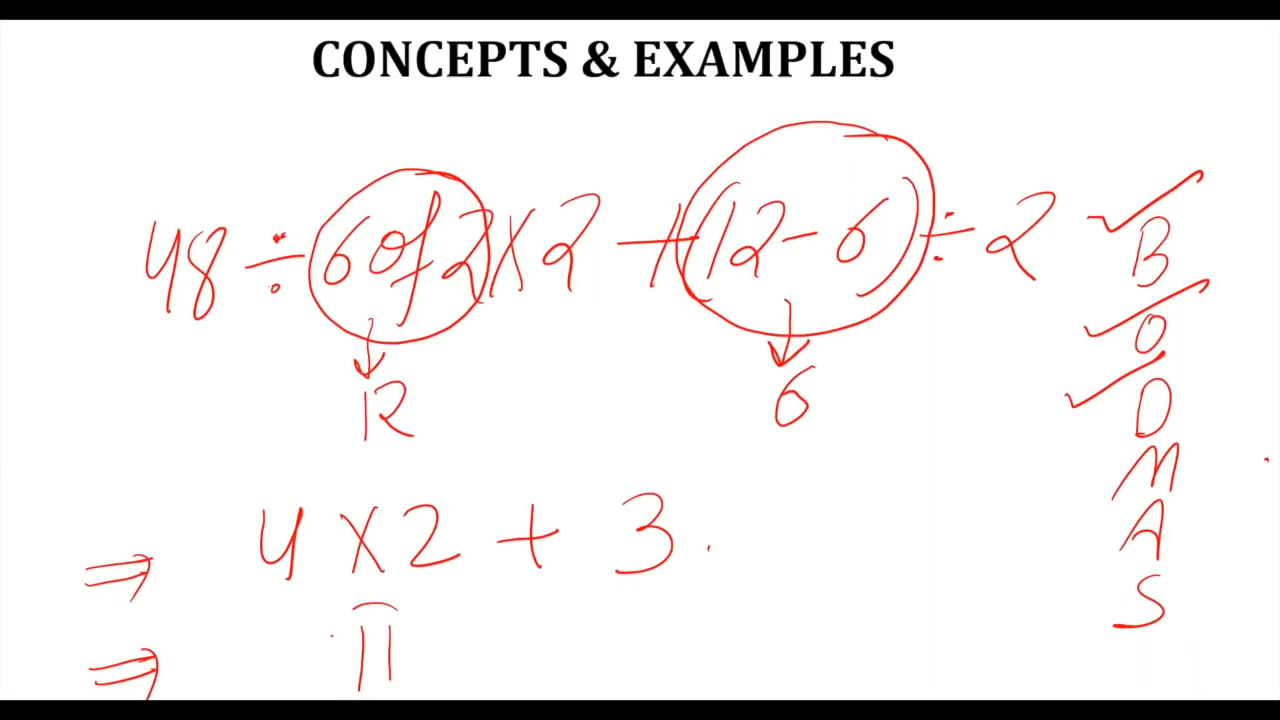 CONCEPTS & EXAMPLES
48 ÷ 6 of 2 × 2 + (12 - 6) ÷ 2
12
6
B
O
D
M
A
S
⇒ 4 × 2 + 3
⇒ 11